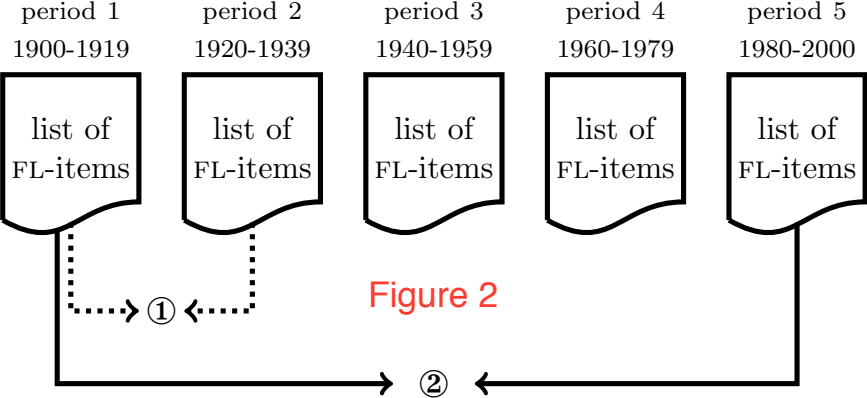 period 1 period 2 period 3 period 4 period 5
1900-1919 1920-1939 1940-1959 1960-1979 1980-2000
list of list of list of list of list of
FL-items FL-items FL-items FL-items FL-items
Figure 2
①
②